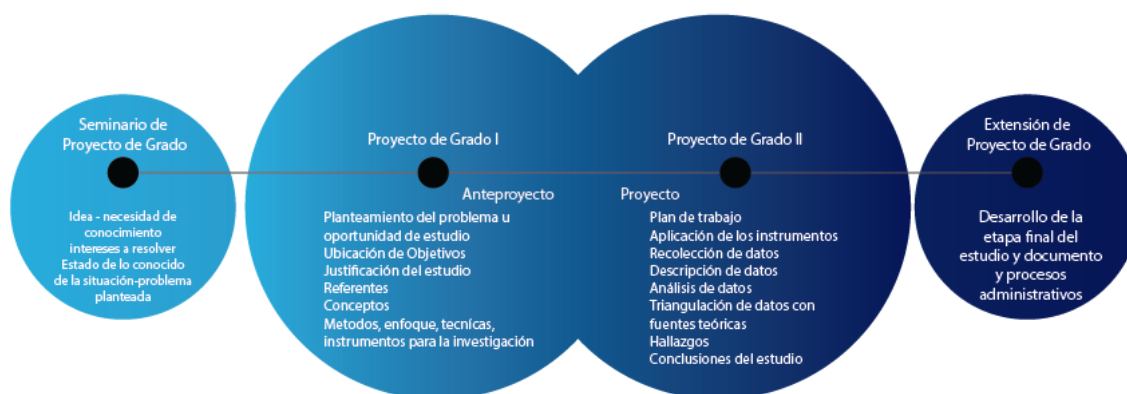 Seminario de
Proyecto de Grado
Idea - necesidad de
conocimiento
intereses a resolver
Estado de lo conocido
de la situación-problema
planteada
Proyecto de Grado I
Anteproyecto
Planteamiento del problema u
oportunidad de estudio
Ubicación de Objetivos
Justificación del estudio
Referentes
Conceptos
Metodos, enfoque, tecnícas,
instrumentos para la investigación
Proyecto de Grado II
Proyecto
Plan de trabajo
Aplicación de los instrumentos
Recolección de datos
Descripción de datos
Análisis de datos
Triangulación de datos con
fuentes teóricas
Hallazgos
Conclusiones del estudio
Extensión de
Proyecto de Grado
Desarrollo de la
etapa final del
estudio y documento
y procesos
administrativos